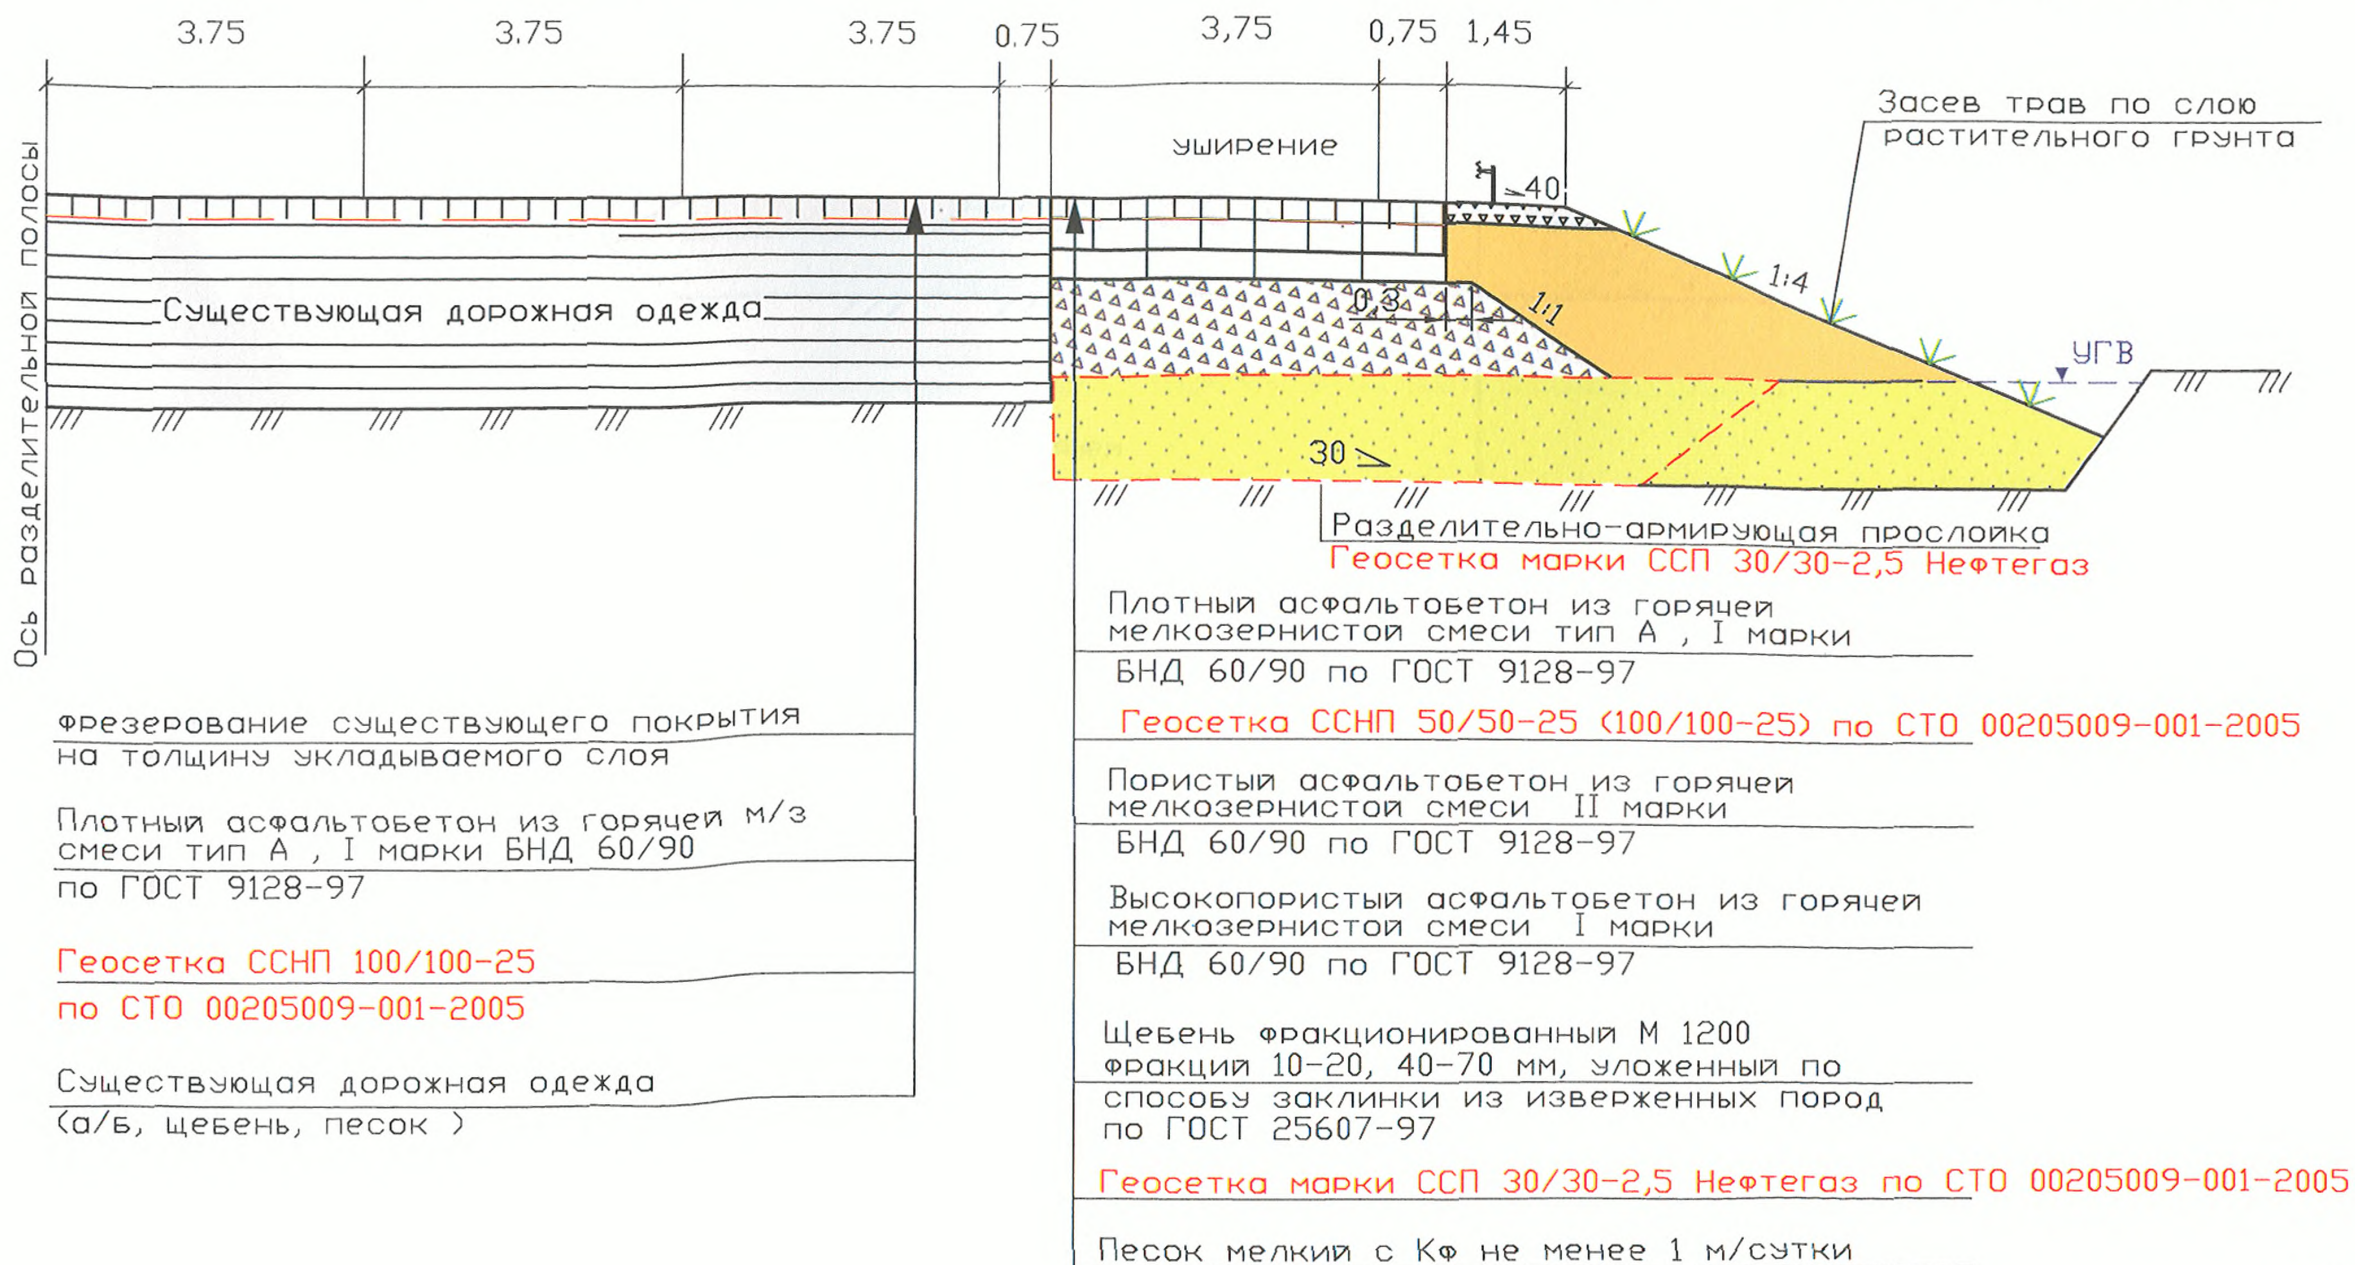 3.75 3.75 3.75 0.75 3,75 0,75 1,45
Засев трав по слою
растительного грунта
уширение
40
1:4
Ось разделительной полосы
Существующая дорожная одежда
0,3
1:1
УГВ
30
Разделительно-армирующая прослойка
Геосетка марки ССП 30/30-2,5 Нефтегаз
Фрезерование существующего покрытия
на толщину укладываемого слоя
Плотный асфальтобетон из горячей м/з
смеси тип А , I марки БНД 60/90
по ГОСТ 9128-97
Геосетка ССНП 100/100-25
по СТО 00205009-001-2005
Существующая дорожная одежда
(а/б, щебень, песок )
Плотный асфальтобетон из горячей
мелкозернистой смеси тип А , I марки
БНД 60/90 по ГОСТ 9128-97
Геосетка ССНП 50/50-25 (100/100-25) по СТО 00205009-001-2005
Пористый асфальтобетон из горячей
мелкозернистой смеси II марки
БНД 60/90 по ГОСТ 9128-97
Высокопористый асфальтобетон из горячей
мелкозернистой смеси I марки
БНД 60/90 по ГОСТ 9128-97
Щебень фракционированный М 1200
фракций 10-20, 40-70 мм, уложенный по
способу заклинки из изверженных пород
по ГОСТ 25607-97
Геосетка марки ССП 30/30-2,5 Нефтегаз по СТО 00205009-001-2005
Песок мелкий с Кф не менее 1 м/сутки